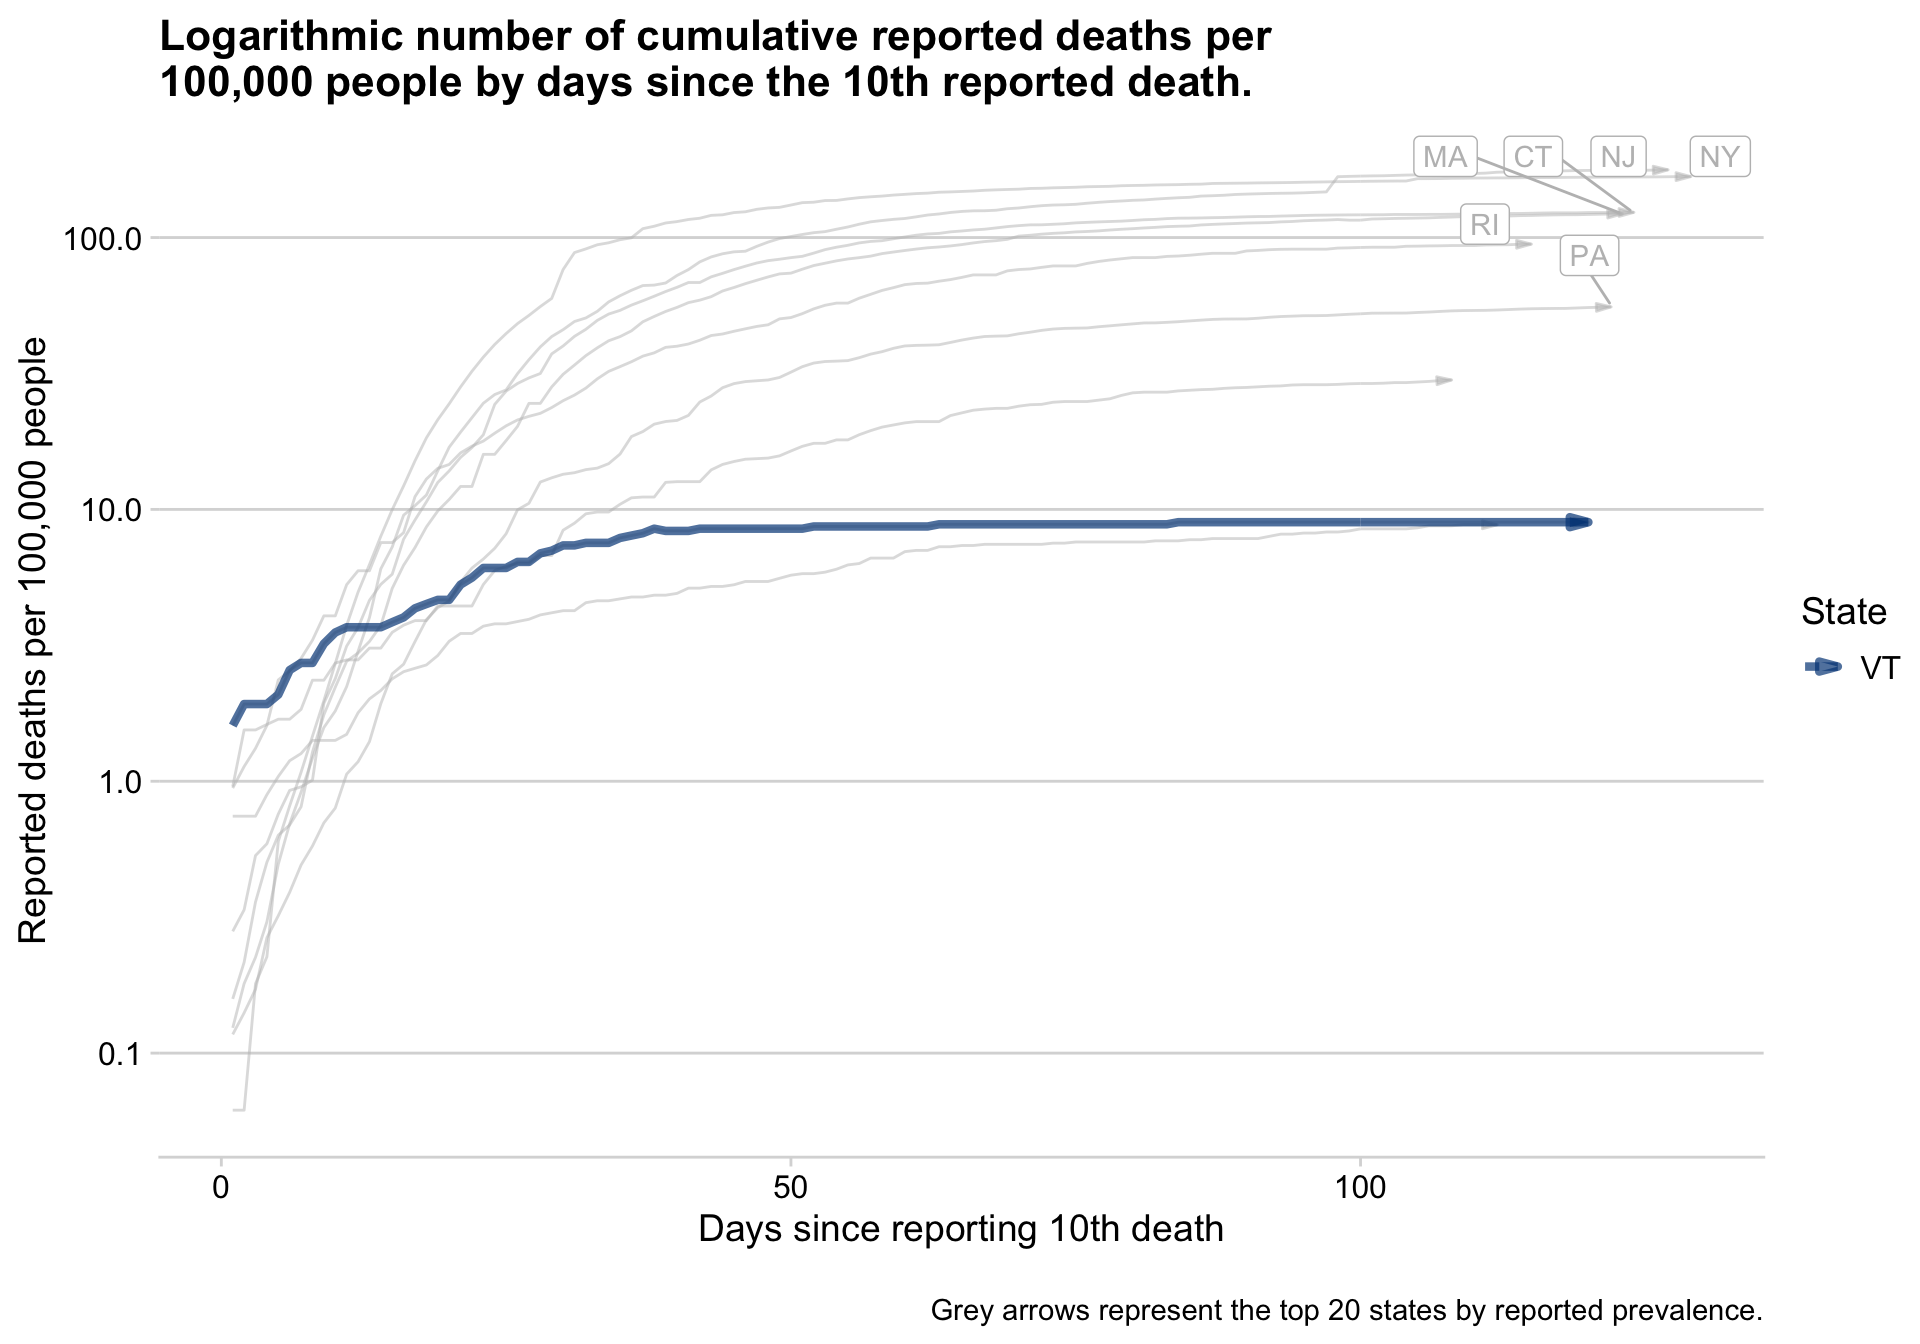 Logarithmic number of cumulative reported deaths per
100,000 people by days since the 10th reported death.
MA
CT
NJ
NY
RI
PA
100.0
10.0
1.0
0.1
Reported deaths per 100,000 people
0
50
100
Days since reporting 10th death
State
VT
Grey arrows represent the top 20 states by reported prevalence.